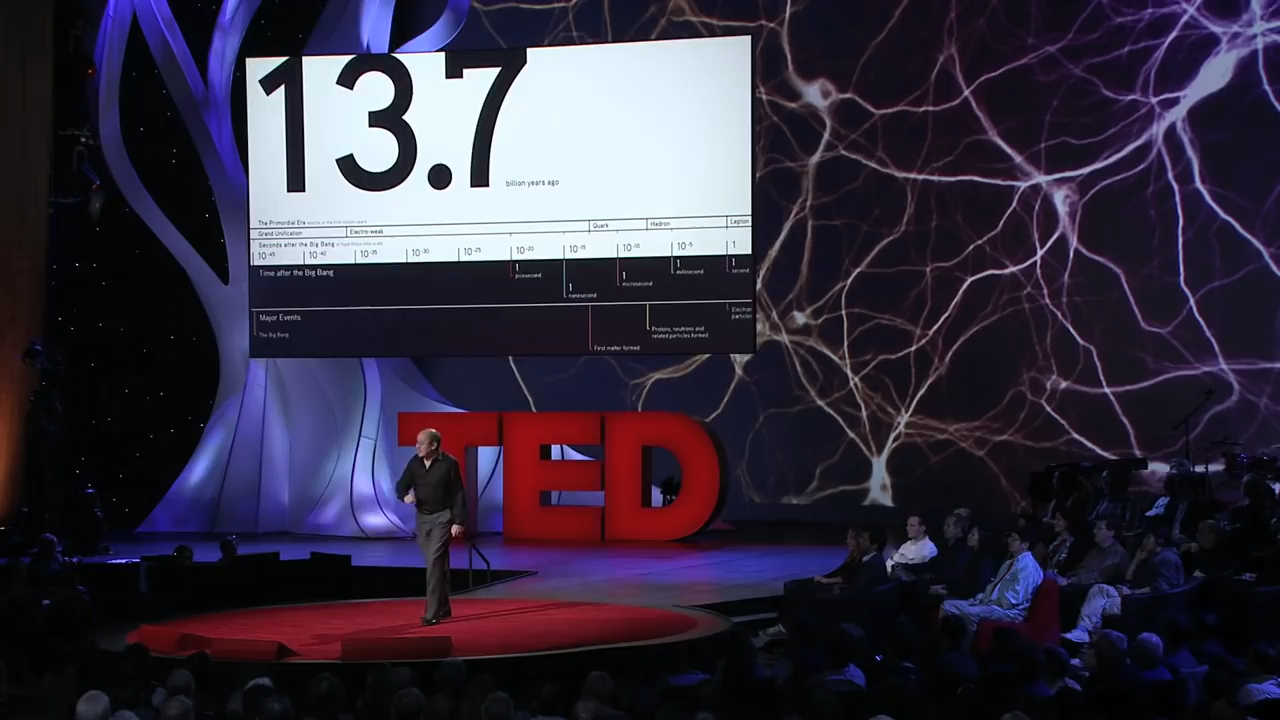 13.7
billion years ago
The Primordial Era
Grand Unification Electro-weak Quark Hadron Lepton
Seconds after the Big Bang
10-45 10-40 10-35 10-30 10-25 10-20 10-15 10-10 10-5 1
Time after the Big Bang
1 picosecond
1 nanosecond
1 microsecond
1 millisecond
1 second
Major Events
The Big Bang
First matter formed
Protons, neutrons and
related particles formed
Electron
particles
TED